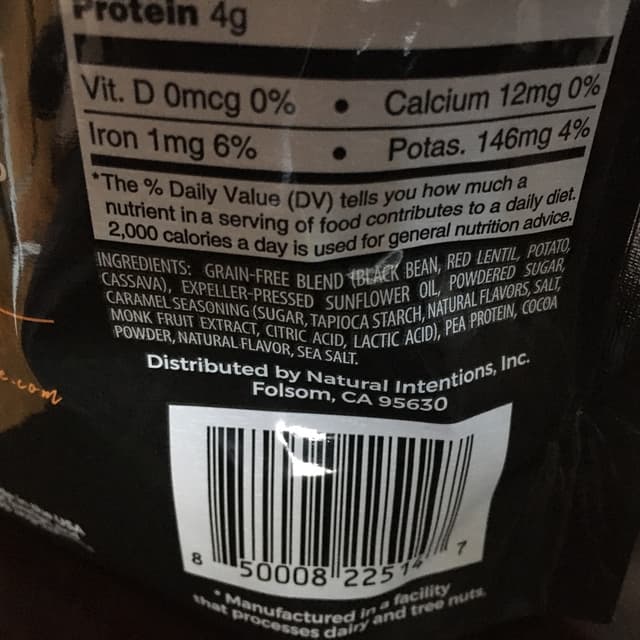 Protein 4g
Vit. D 0mcg 0% • Calcium 12mg 0%
Iron 1mg 6% • Potas. 146mg 4%
*The % Daily Value (DV) tells you how much a
nutrient in a serving of food contributes to a daily diet.
2,000 calories a day is used for general nutrition advice.
INGREDIENTS: GRAIN-FREE BLEND (BLACK BEAN, RED LENTIL, POTATO,
CASSAVA), EXPELLER-PRESSED SUNFLOWER OIL, POWDERED SUGAR,
CARAMEL SEASONING (SUGAR, TAPIOCA STARCH, NATURAL FLAVORS, SALT,
MONK FRUIT EXTRACT, CITRIC ACID, LACTIC ACID), PEA PROTEIN, COCOA
POWDER, NATURAL FLAVOR, SEA SALT.
Distributed by Natural Intentions, Inc.
Folsom, CA 95630
8 50008 22514 7
* Manufactured in a facility
that processes dairy and tree nuts.
e.com